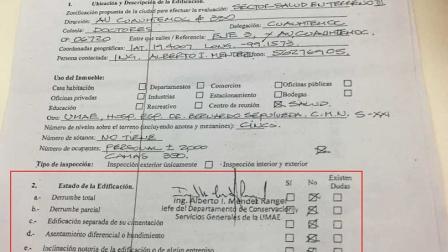 1. Ubicación y Descripción de la Edificación.
Zonificación propuesta de la ciudad para efectuar la evaluación: SECTOR-SALUD EN TERRENO III
Dirección: AV CUAUHTEMOC # 330
Colonia: DOCTORES Delegación: CUAUHTEMOC
CP 06720 Entre que calles / Referencia: EJE 3, Y AV CUAUHTEMOC.
Coordenadas geográficas: LAT. 19.4007 LONG. -99.1573
Persona contactada: ING. ALBERTO I. MENDEZ 56276905
Uso del Inmueble:
Casa habitación Departamentos Comercios Oficinas públicas
Oficinas privadas Industrias Estacionamiento Bodegas
Educativo Recreativo Centro de reunión SALUD.
Otro: UMAE, HOSP. ESP. DR BERNARDO SEPULVEDA, C.M.N. S-XXI
Número de niveles sobre el terreno (incluyendo azotea y mezanines): CINCO.
Número de sótanos: NO TIENE
Número de ocupantes: PERSONAL ± 2000
CAMAS 330.
Tipo de inspección: Inspección exterior únicamente Inspección interior y exterior
2. Estado de la Edificación. Sí No Existen Dudas
a.- Derrumbe total
Ing. Alberto I. Méndez Rangel
b.- Derrumbe parcial
Jefe del Departamento de Conservación
c.- Edificación separada de su cimentación
Servicios Generales de la UMAE
d.- Asentamiento diferencial o hundimiento
e.- Inclinación notoria de la edificación o de algún entrepiso